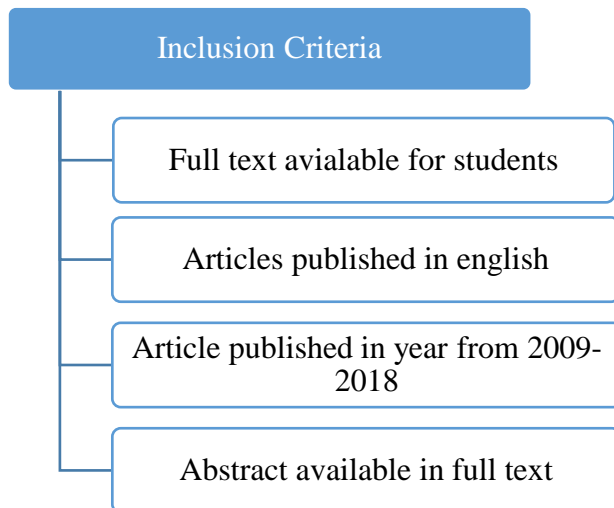 Inclusion Criteria
Full text avialable for students
Articles published in english
Article published in year from 2009-
2018
Abstract available in full text